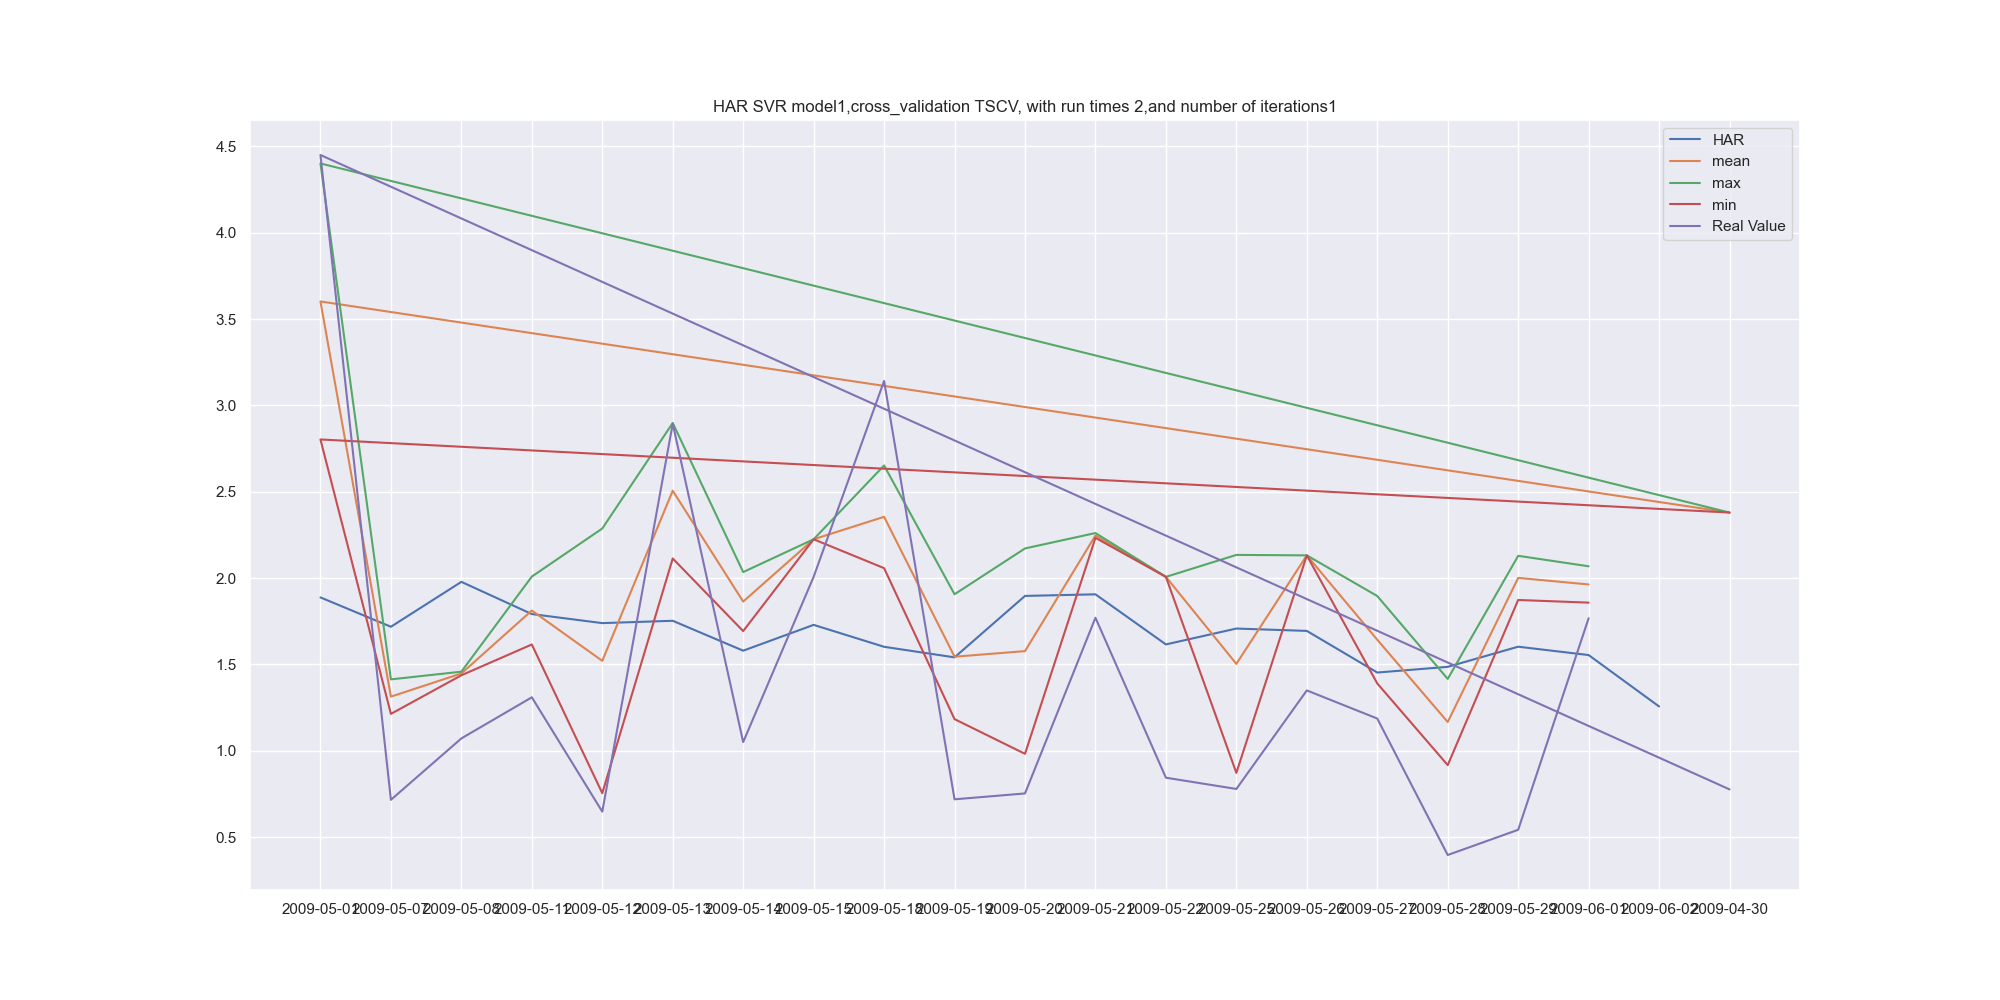 HAR SVR model1,cross_validation TSCV, with run times 2,and number of iterations1
HAR
mean
max
min
Real Value
4.5
4.0
3.5
3.0
2.5
2.0
1.5
1.0
0.5
2009-05-01 2009-05-07 2009-05-08 2009-05-11 2009-05-12 2009-05-13 2009-05-14 2009-05-15 2009-05-18 2009-05-19 2009-05-20 2009-05-21 2009-05-22 2009-05-25 2009-05-26 2009-05-27 2009-05-28 2009-05-29 2009-06-01 2009-06-02 2009-04-30